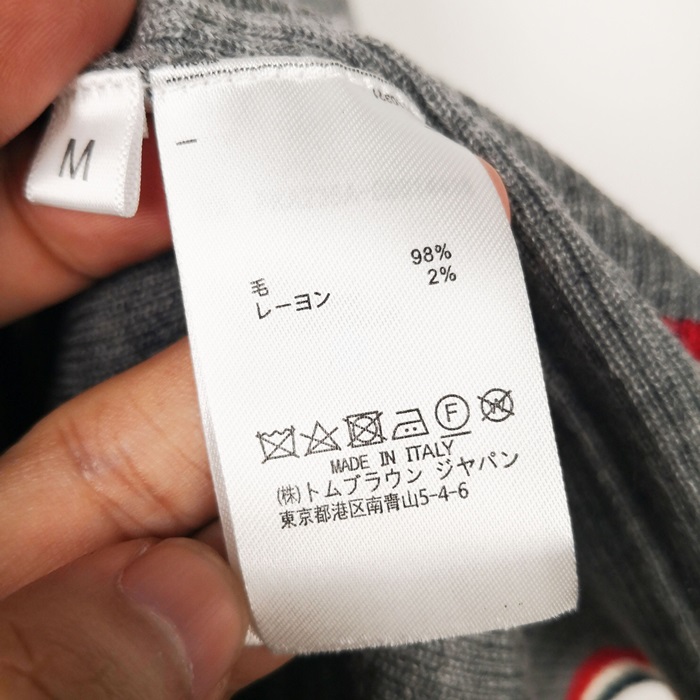 M
毛 98%
レーヨン 2%
F
W
MADE IN ITALY
(株)トムブラウン ジャパン
東京都港区南青山5-4-6